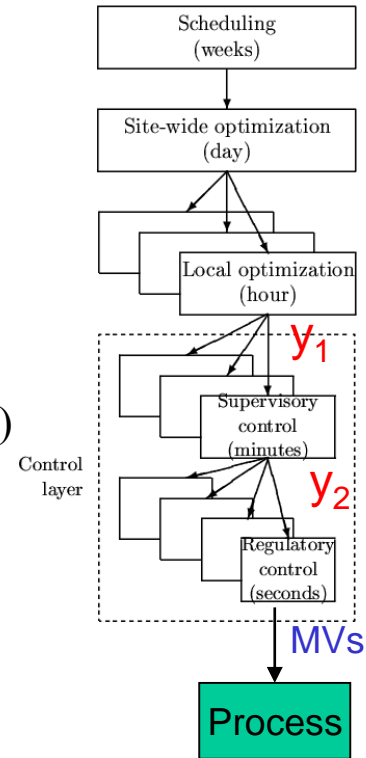 Scheduling
(weeks)
Site-wide optimization
(day)
Local optimization
(hour)
y1
)
Supervisory
control
(minutes)
Control
layer
y2
Regulatory
control
(seconds)
MVs
Process